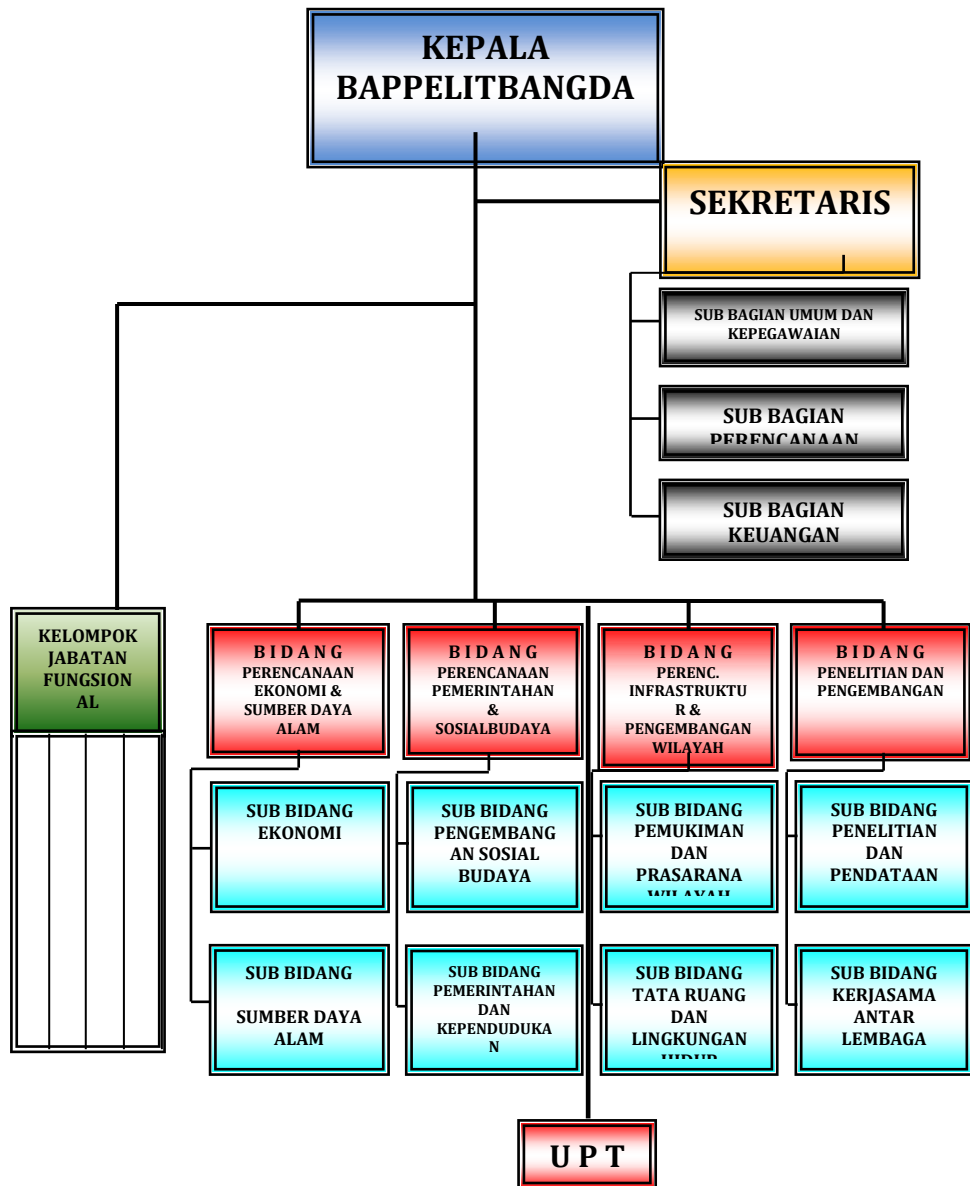 KEPALA
BAPPELITBANGDA
SEKRETARIS
SUB BAGIAN UMUM DAN
KEPEGAWAIAN
SUB BAGIAN
PERENCANAAN
SUB BAGIAN
KEUANGAN
KELOMPOK
JABATAN
FUNGSION
AL
B I D A N G
PERENCANAAN
EKONOMI &
SUMBER DAYA
ALAM
B I D A N G
PERENCANAAN
PEMERINTAHAN
&
SOSIALBUDAYA
B I D A N G
PERENC.
INFRASTRUKTU
R &
PENGEMBANGAN
WILAYAH
B I D A N G
PENELITIAN DAN
PENGEMBANGAN
SUB BIDANG
EKONOMI
SUB BIDANG
PENGEMBANG
AN SOSIAL
BUDAYA
SUB BIDANG
PEMUKIMAN
DAN
PRASARANA
WILAYAH
SUB BIDANG
PENELITIAN
DAN
PENDATAAN
SUB BIDANG
SUMBER DAYA
ALAM
SUB BIDANG
PEMERINTAHAN
DAN
KEPENDUDUKA
N
SUB BIDANG
TATA RUANG
DAN
LINGKUNGAN
HIDUP
SUB BIDANG
KERJASAMA
ANTAR
LEMBAGA
U P T